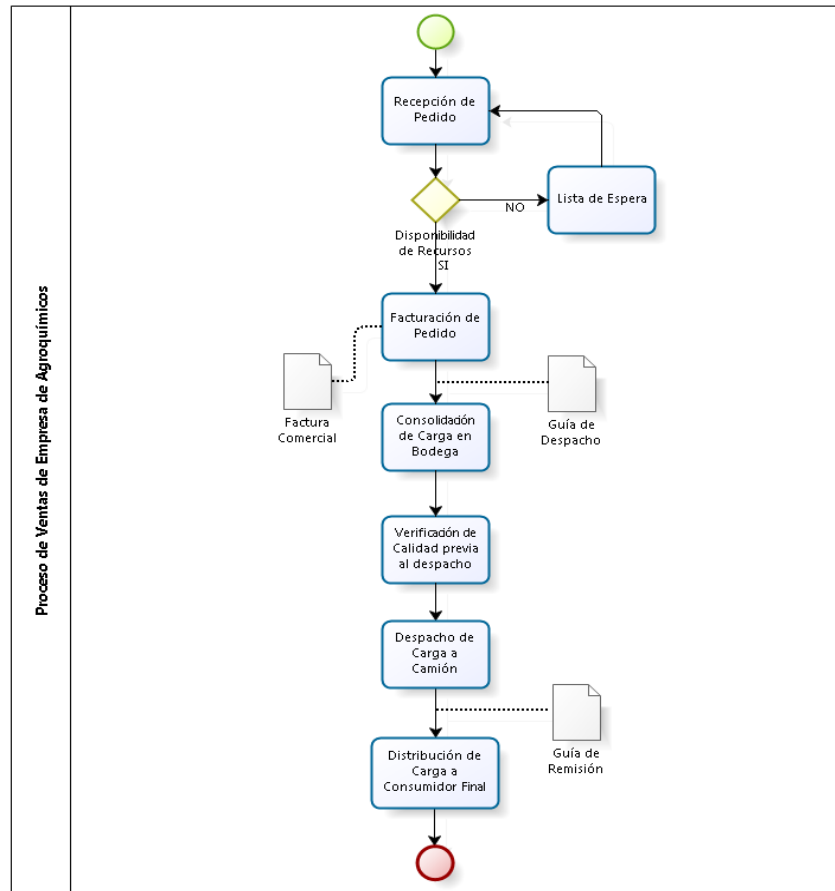 Proceso de Ventas de Empresa de Agroquímicos
Recepción de
Pedido
Lista de Espera
NO
Disponibilidad
de Recursos
SI
Facturación de
Pedido
Factura
Comercial
Guía de
Despacho
Consolidación
de Carga en
Bodega
Verificación de
Calidad previa
al despacho
Despacho de
Carga a
Camión
Guía de
Remisión
Distribución de
Carga a
Consumidor Final